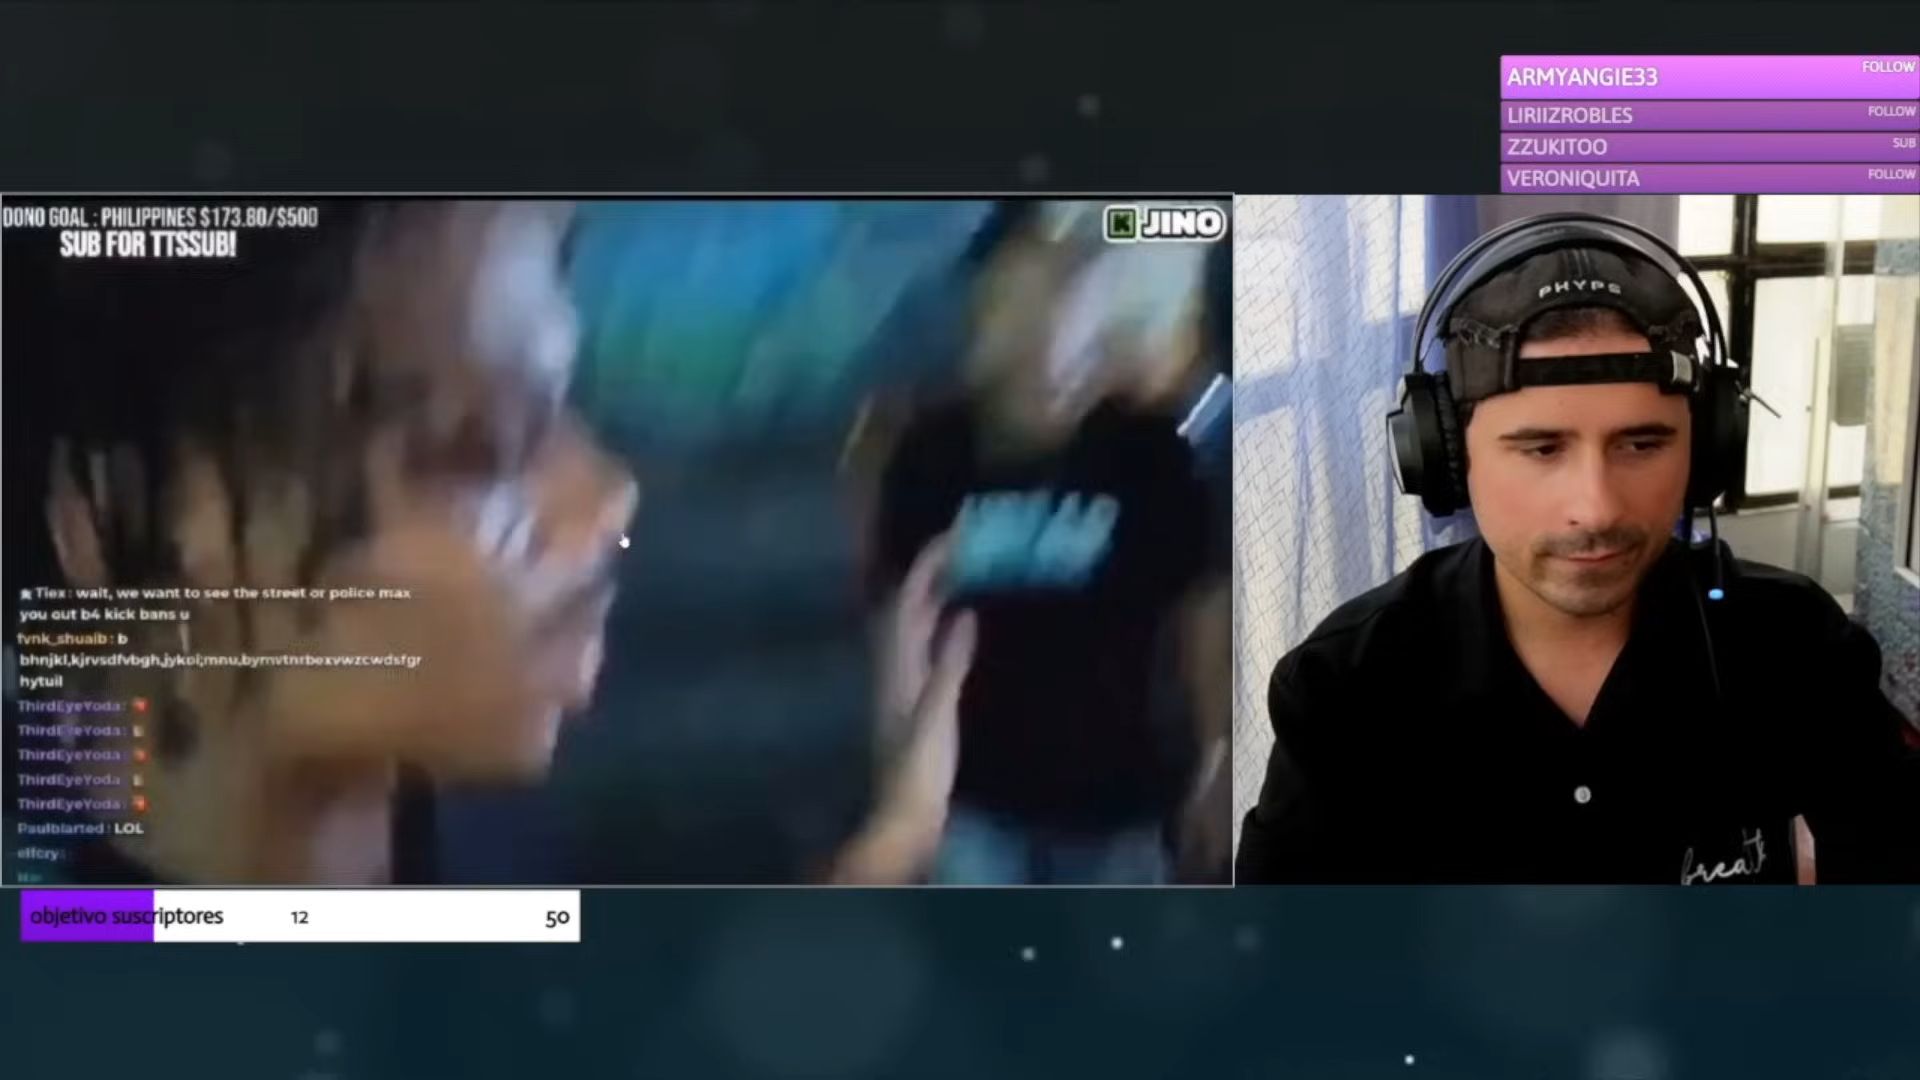 ARMYANGIE33 FOLLOW
LIRIIZROBLES FOLLOW
ZZUKITOO SUB
VERONIQUITA FOLLOW
DONO GOAL : PHILIPPINES $173.80/$500
SUB FOR TTSSUB!
K JINO
PHYPS
Tiex: wait, we want to see the street or police max
you out b4 kick bans u
fvnk_shuaib: b
bhnjkl,kjrvsdfvbgh,jykol;mnu,bymvtnrbexvwzcwdsfgr
hytuil
ThirdEyeYoda:
ThirdEyeYoda:
ThirdEyeYoda:
ThirdEyeYoda:
ThirdEyeYoda:
Paulblarted: LOL
elfcry:
breath
objetivo suscriptores 12 50